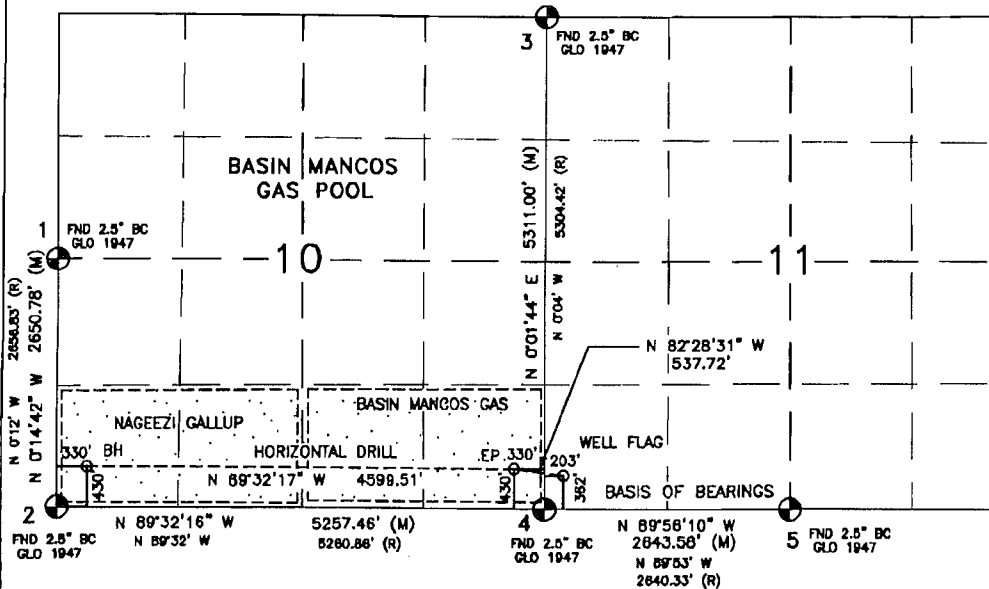 3
FND 2.5" BC
GLO 1947
BASIN MANCOS
GAS POOL
1
FND 2.5" BC
GLO 1947
10
11
2656.83' (R)
N 0°12' W
2650.78' (M)
N 0°14'42" W
5311.00' (M)
N 0°01'44" E
5304.42' (R)
N 0°04' W
N 82°28'31" W
537.72'
BASIN MANCOS GAS
NAGEEZI GALLUP
WELL FLAG
330' BH
HORIZONTAL DRILL
EP 330'
203'
430'
N 89°32'17" W 4599.51'
430'
362'
BASIS OF BEARINGS
2
N 89°32'16" W 5257.46' (M)
N 89°32' W 5260.86' (R)
4
N 89°56'10" W
2643.58' (M)
5
FND 2.5" BC
GLO 1947
FND 2.5" BC
GLO 1947
FND 2.5" BC
GLO 1947
N 89°53' W
2640.33' (R)